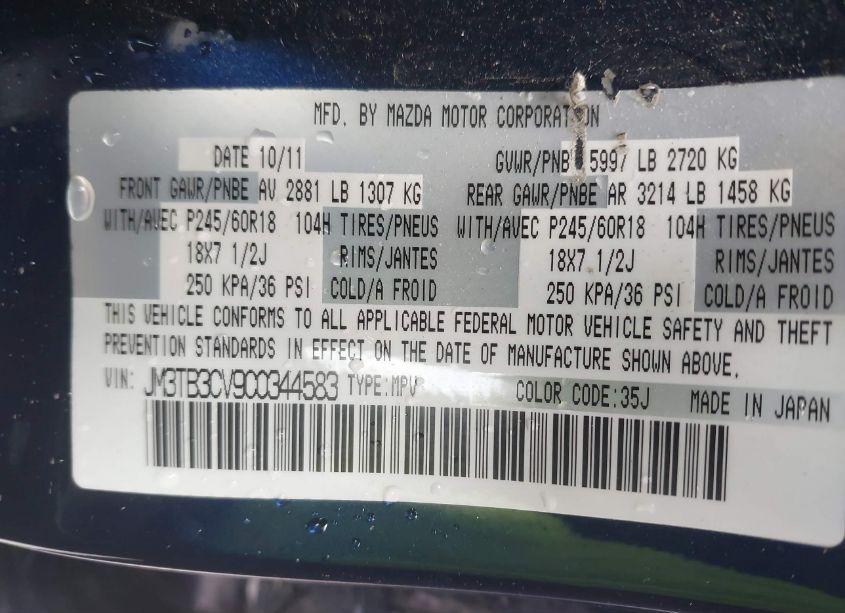 MFD. BY MAZDA MOTOR CORPORATION
DATE 10/11 GVWR/PNB 5997 LB 2720 KG
FRONT GAWR/PNBE AV 2881 LB 1307 KG REAR GAWR/PNBE AR 3214 LB 1458 KG
WITH/AVEC P245/60R18 104H TIRES/PNEUS WITH/AVEC P245/60R18 104H TIRES/PNEUS
18X7 1/2J RIMS/JANTES 18X7 1/2J RIMS/JANTES
250 KPA/36 PSI COLD/A FROID 250 KPA/36 PSI COLD/A FROID
THIS VEHICLE CONFORMS TO ALL APPLICABLE FEDERAL MOTOR VEHICLE SAFETY AND THEFT
PREVENTION STANDARDS IN EFFECT ON THE DATE OF MANUFACTURE SHOWN ABOVE.
VIN: JM3TB3CV9C0344583 TYPE:MPV COLOR CODE:35J MADE IN JAPAN